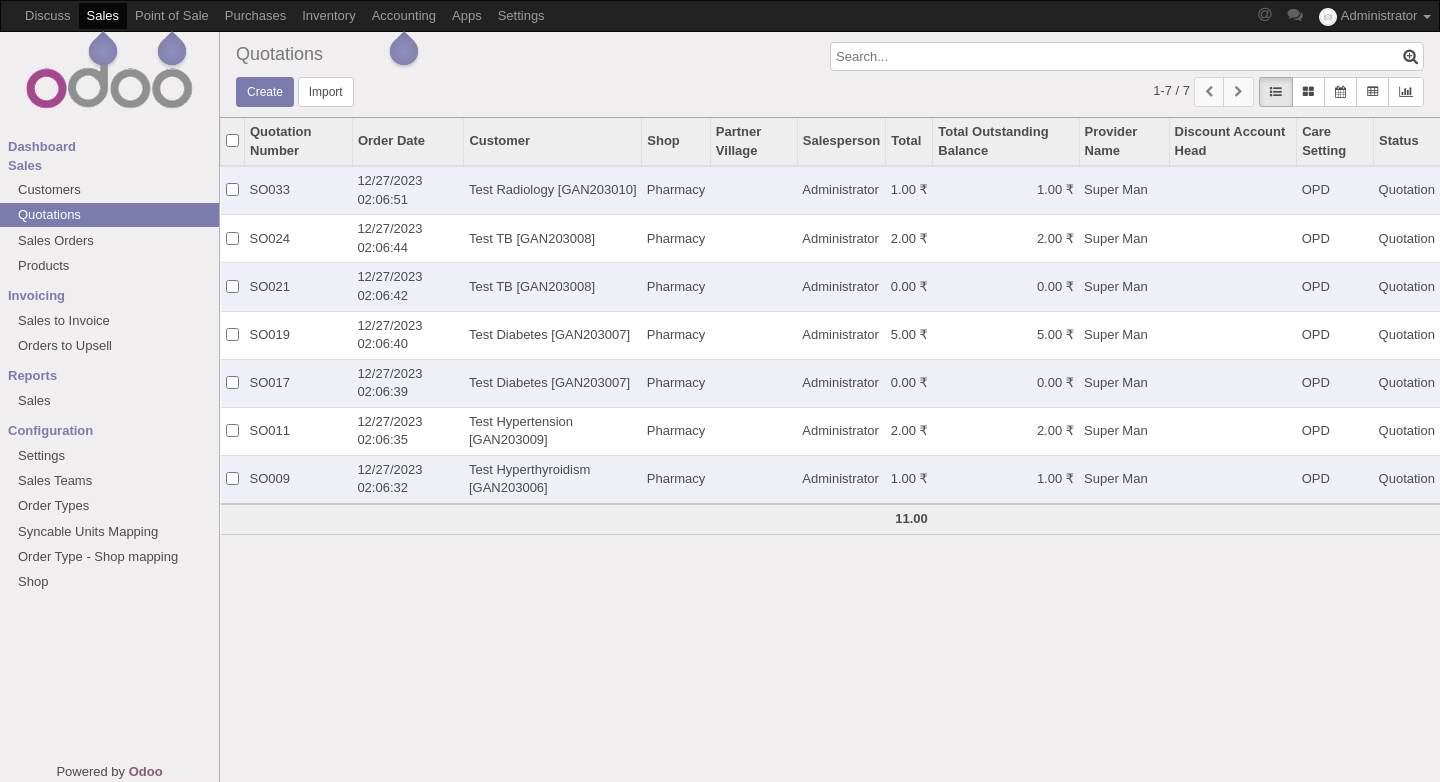 Discuss Sales Point of Sale Purchases Inventory Accounting Apps Settings @ Administrator
odoo
Dashboard
Sales
Customers
Quotations
Sales Orders
Products
Invoicing
Sales to Invoice
Orders to Upsell
Reports
Sales
Configuration
Settings
Sales Teams
Order Types
Syncable Units Mapping
Order Type - Shop mapping
Shop
Powered by Odoo
Quotations
Search...
Create Import
1-7 / 7
Quotation Number Order Date Customer Shop Partner Village Salesperson Total Total Outstanding Balance Provider Name Discount Account Head Care Setting Status
SO033 12/27/2023 02:06:51 Test Radiology [GAN203010] Pharmacy Administrator 1.00 ₹ 1.00 ₹ Super Man OPD Quotation
SO024 12/27/2023 02:06:44 Test TB [GAN203008] Pharmacy Administrator 2.00 ₹ 2.00 ₹ Super Man OPD Quotation
SO021 12/27/2023 02:06:42 Test TB [GAN203008] Pharmacy Administrator 0.00 ₹ 0.00 ₹ Super Man OPD Quotation
SO019 12/27/2023 02:06:40 Test Diabetes [GAN203007] Pharmacy Administrator 5.00 ₹ 5.00 ₹ Super Man OPD Quotation
SO017 12/27/2023 02:06:39 Test Diabetes [GAN203007] Pharmacy Administrator 0.00 ₹ 0.00 ₹ Super Man OPD Quotation
SO011 12/27/2023 02:06:35 Test Hypertension [GAN203009] Pharmacy Administrator 2.00 ₹ 2.00 ₹ Super Man OPD Quotation
SO009 12/27/2023 02:06:32 Test Hyperthyroidism [GAN203006] Pharmacy Administrator 1.00 ₹ 1.00 ₹ Super Man OPD Quotation
11.00